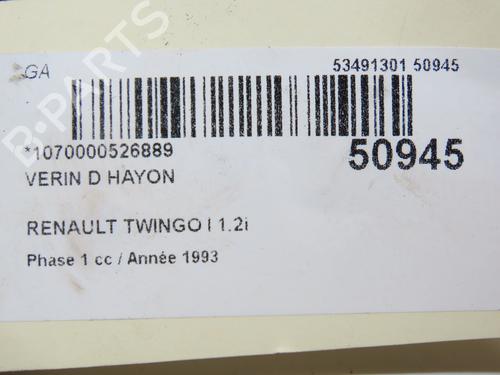 GA 53491301 50945
*1070000526889 50945
VERIN D HAYON
RENAULT TWINGO I 1.2i
Phase 1 cc / Année 1993
B-PARTS